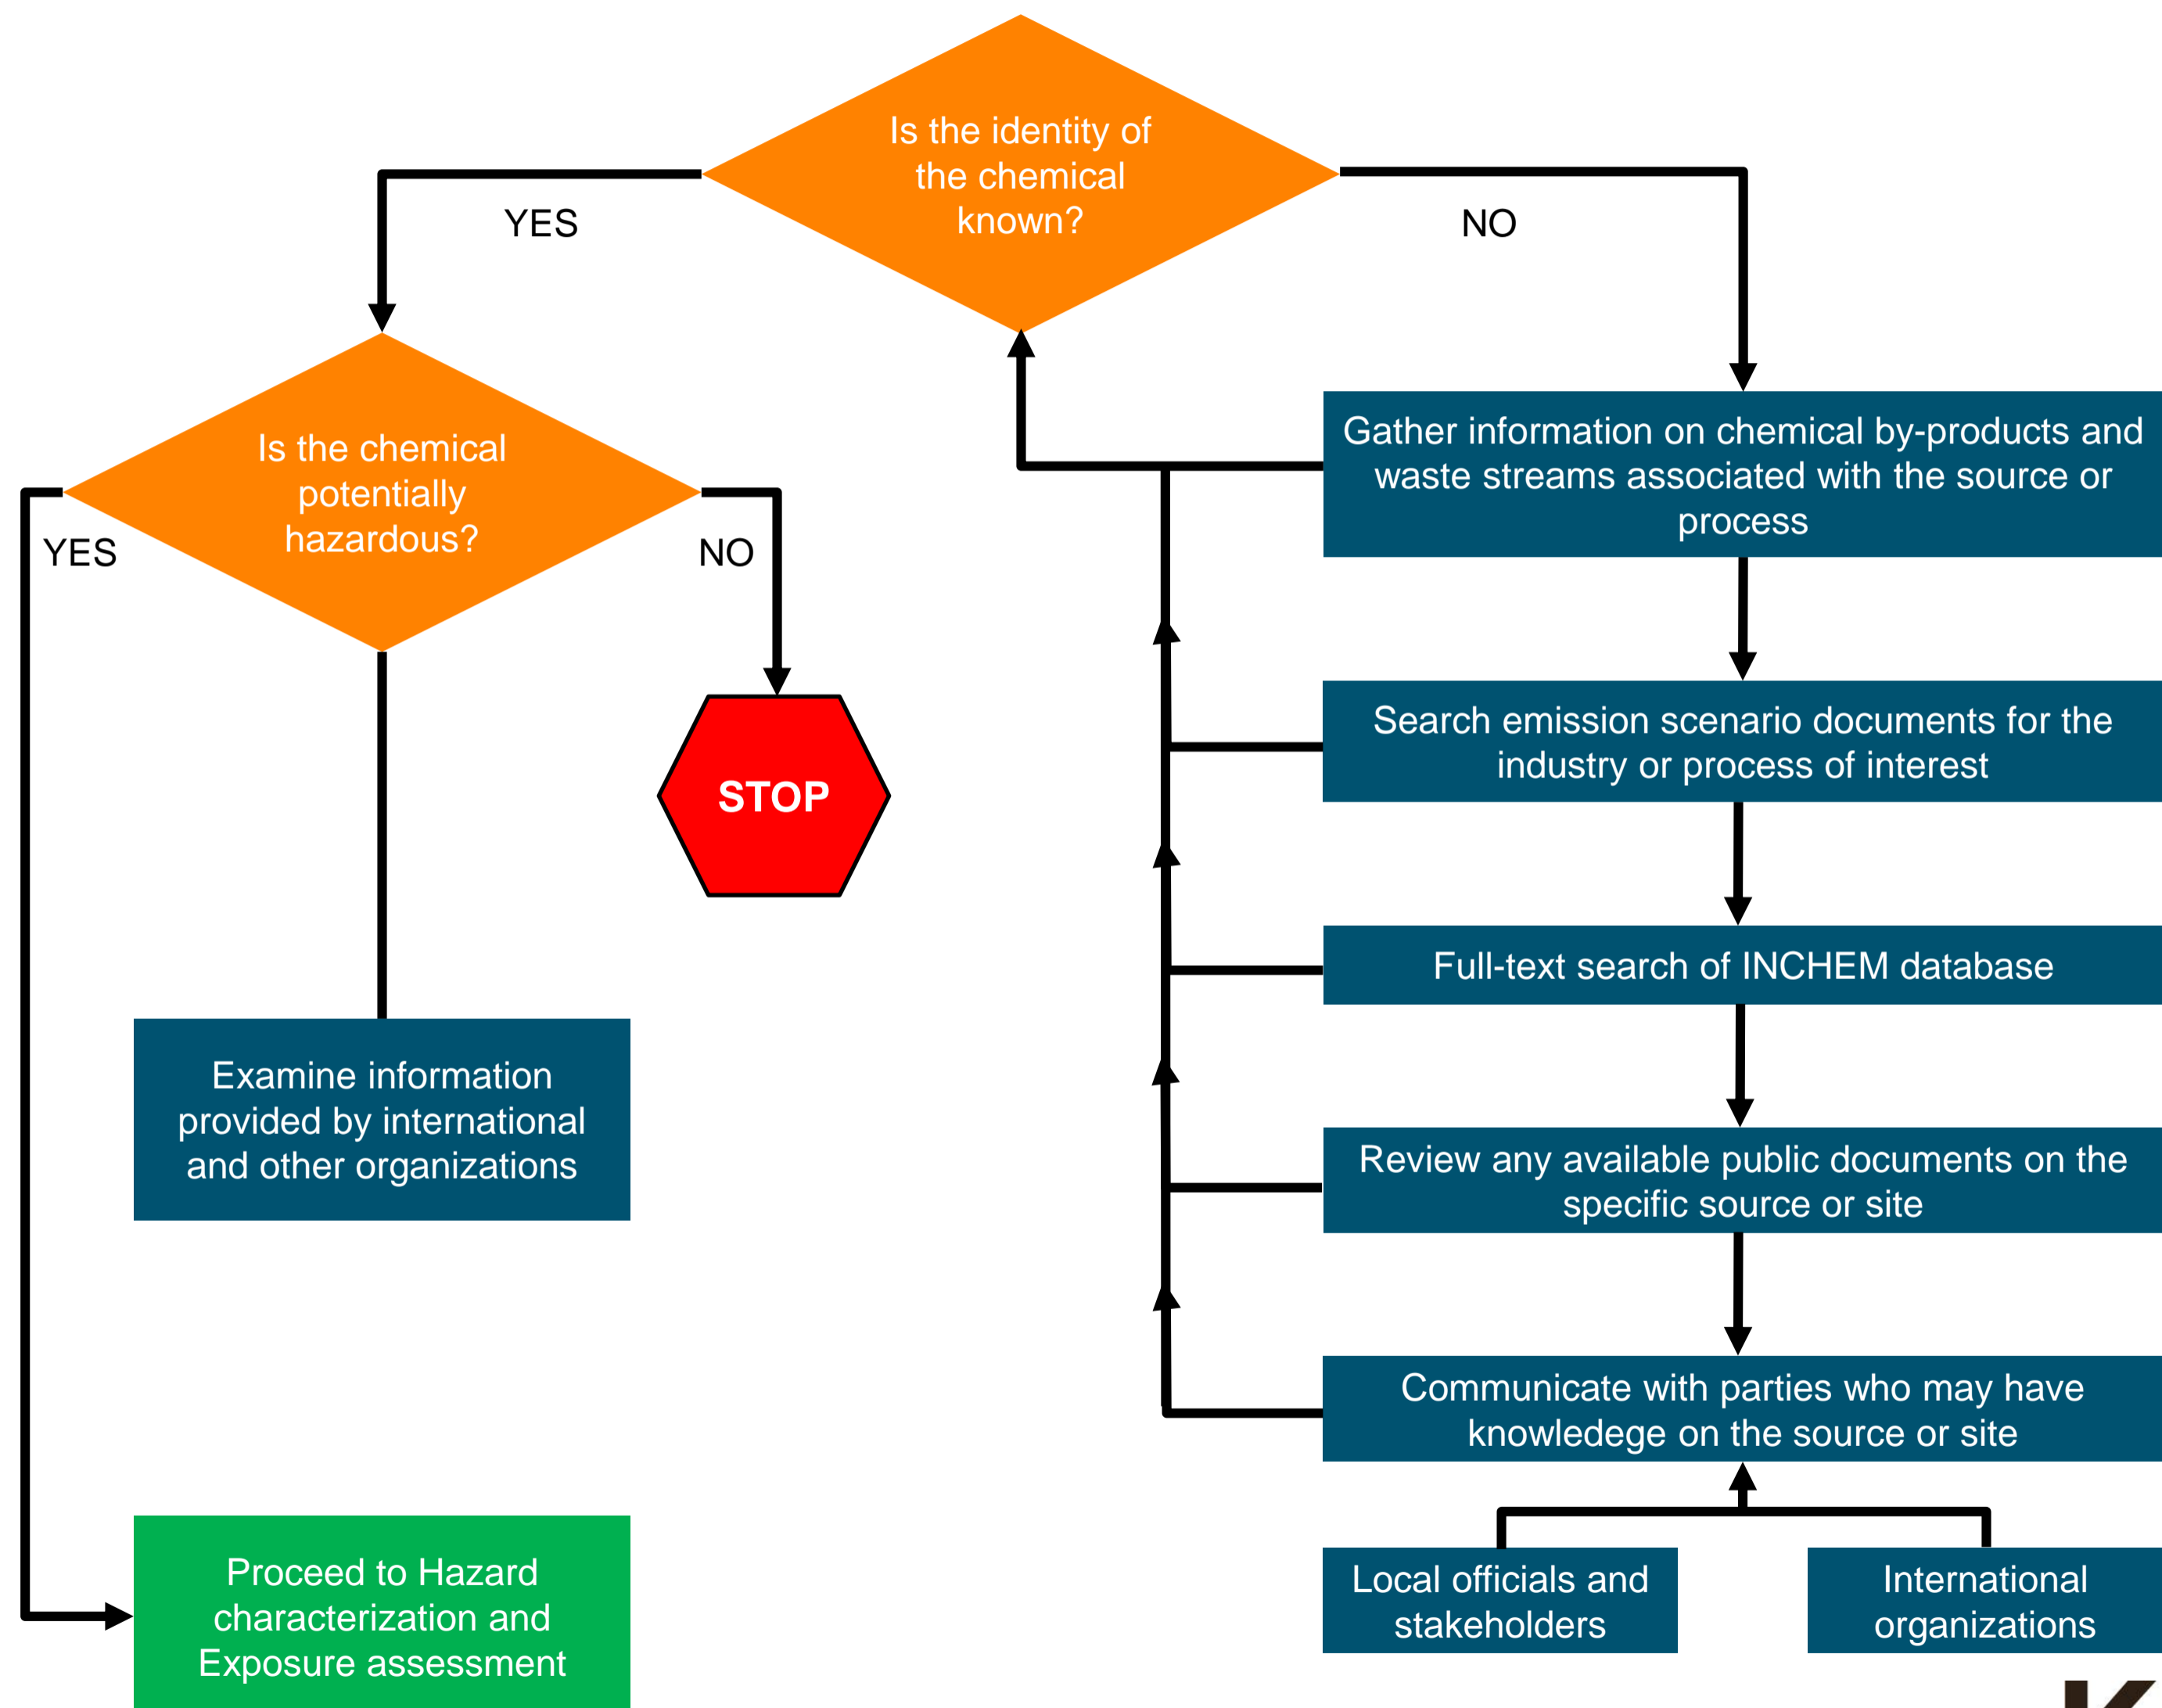 Is the identity of
the chemical
known?
YES
NO
Is the chemical
potentially
hazardous?
YES
NO
STOP
Gather information on chemical by-products and
waste streams associated with the source or
process
Search emission scenario documents for the
industry or process of interest
Full-text search of INCHEM database
Examine information
provided by international
and other organizations
Review any available public documents on the
specific source or site
Communicate with parties who may have
knowledege on the source or site
Local officials and
stakeholders
International
organizations
Proceed to Hazard
characterization and
Exposure assessment